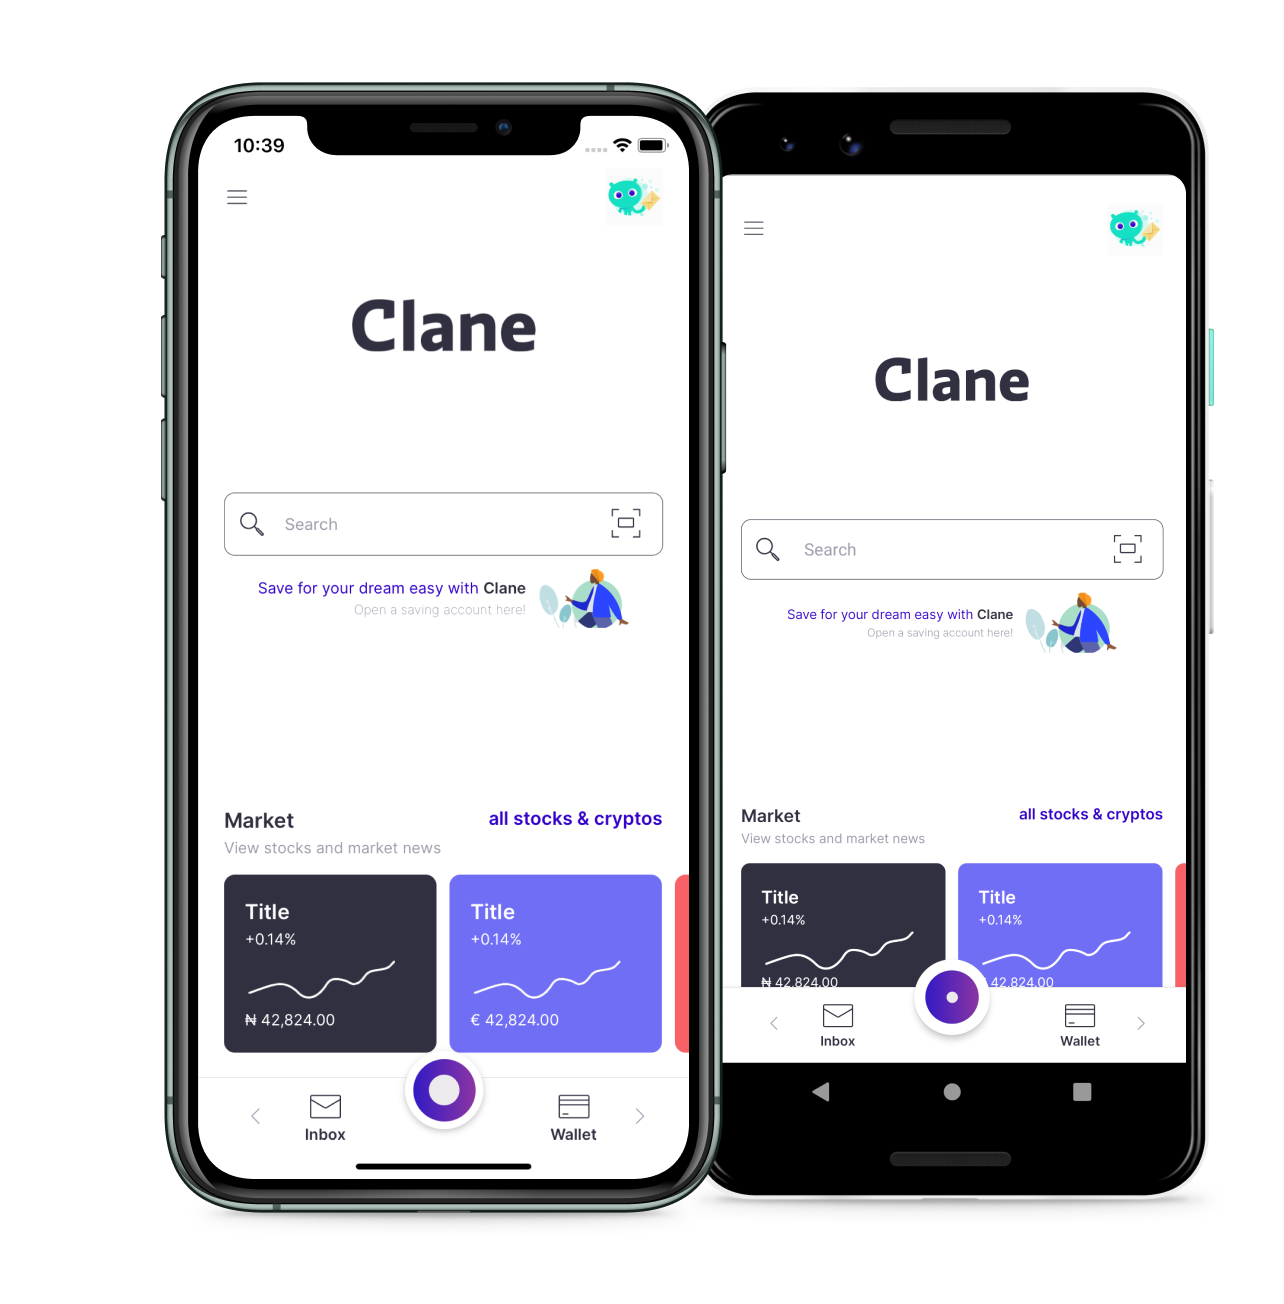 10:39
Clane
Search
Save for your dream easy with Clane
Open a saving account here!
Market
all stocks & cryptos
View stocks and market news
Title
Title
+0.14%
+0.14%
₦ 42,824.00
€ 42,824.00
Inbox
Wallet
Clane
Search
Save for your dream easy with Clane
Open a saving account here!
Market
all stocks & cryptos
View stocks and market news
Title
Title
+0.14%
+0.14%
₦ 42,824.00
42,824.00
Inbox
Wallet